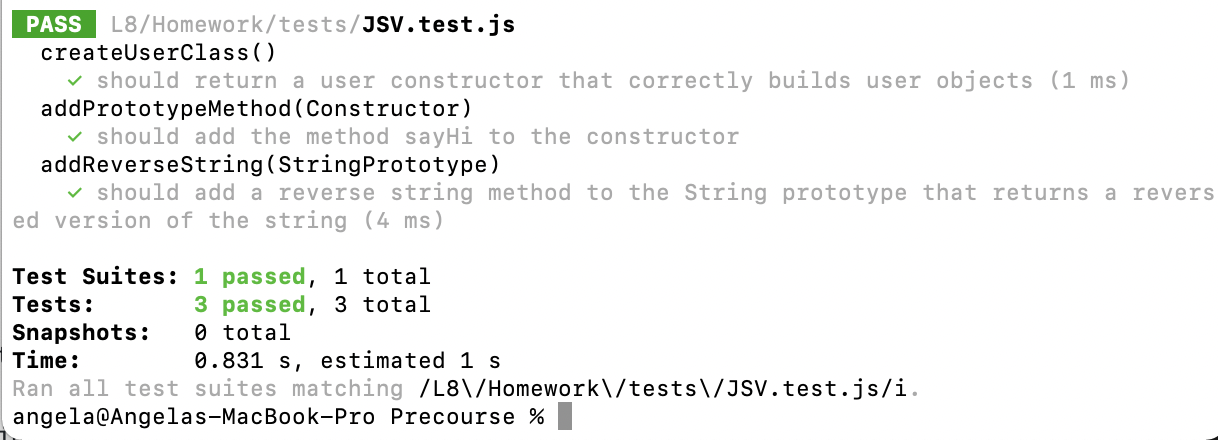 PASS L8/Homework/tests/JSV.test.js
createUserClass()
✓ should return a user constructor that correctly builds user objects (1 ms)
addPrototypeMethod(Constructor)
✓ should add the method sayHi to the constructor
addReverseString(StringPrototype)
✓ should add a reverse string method to the String prototype that returns a revers
ed version of the string (4 ms)
Test Suites: 1 passed, 1 total
Tests: 3 passed, 3 total
Snapshots: 0 total
Time: 0.831 s, estimated 1 s
Ran all test suites matching /L8\/Homework\/tests\/JSV.test.js/i.
angela@Angelas-MacBook-Pro Precourse %